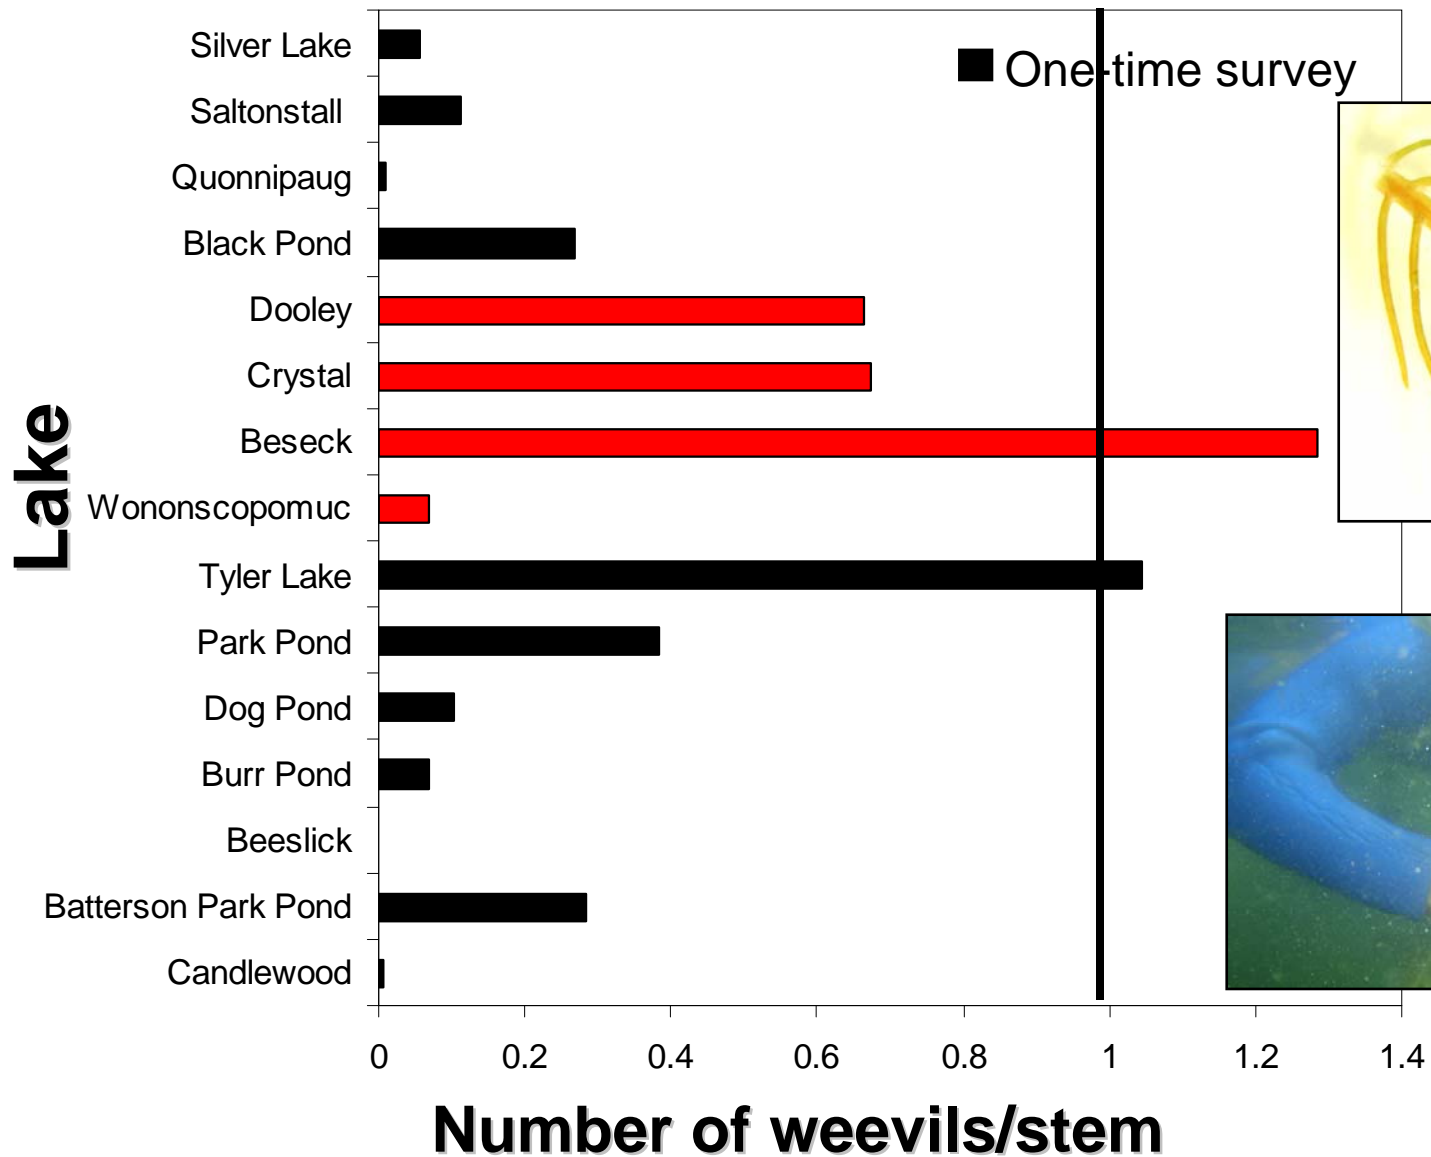 Silver Lake
One-time survey
Saltonstall
Quonnipaug
Black Pond
Dooley
Crystal
Beseck
Wononscopomuc
Tyler Lake
Park Pond
Dog Pond
Burr Pond
Beeslick
Batterson Park Pond
Candlewood
Lake
0 0.2 0.4 0.6 0.8 1 1.2 1.4
Number of weevils/stem